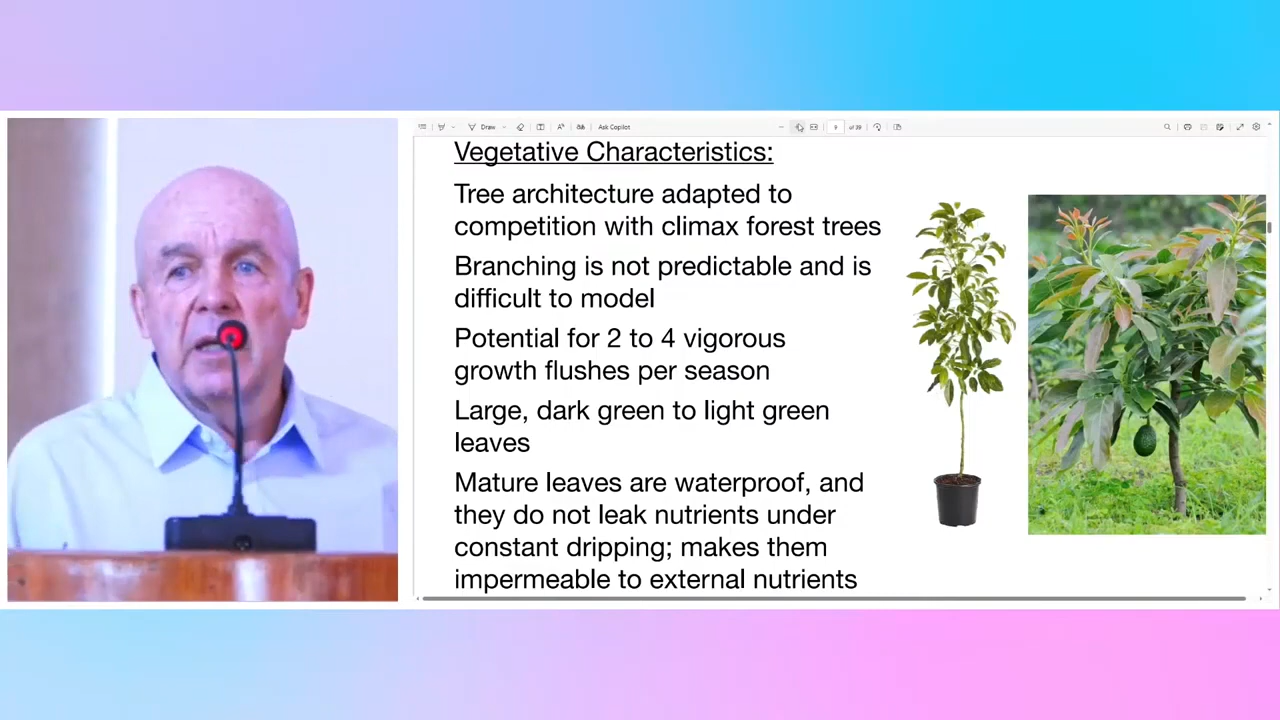 Draw
Ask Copilot
9 of 39
Vegetative Characteristics:
Tree architecture adapted to
competition with climax forest trees
Branching is not predictable and is
difficult to model
Potential for 2 to 4 vigorous
growth flushes per season
Large, dark green to light green
leaves
Mature leaves are waterproof, and
they do not leak nutrients under
constant dripping; makes them
impermeable to external nutrients